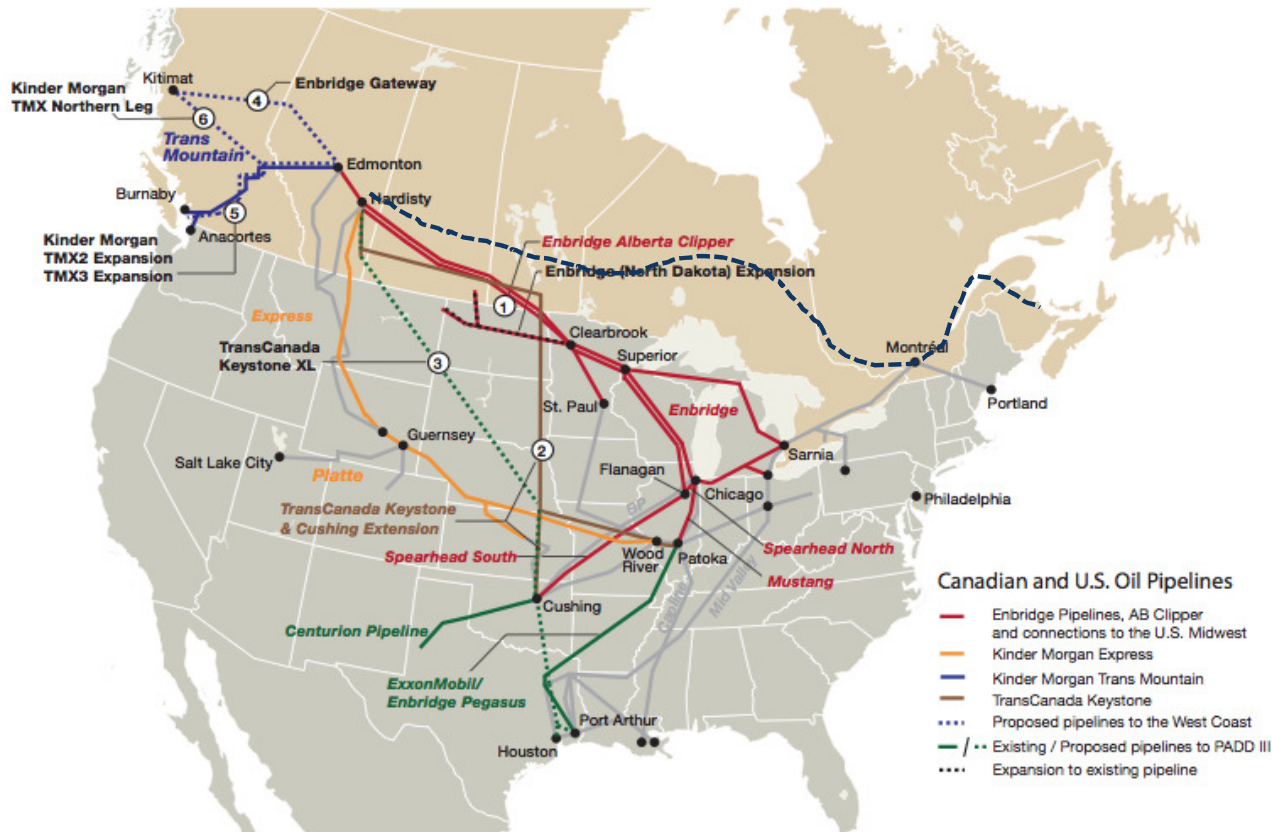 Kitimat
Enbridge Gateway
Kinder Morgan
TMX Northern Leg
4
6
Trans
Mountain
Edmonton
Burnaby
Hardisty
5
Anacortes
Kinder Morgan
TMX2 Expansion
TMX3 Expansion
Enbridge Alberta Clipper
Enbridge (North Dakota) Expansion
1
Express
Clearbrook
TransCanada
Keystone XL
3
Superior
Montréal
St. Paul
Enbridge
Portland
Guernsey
Salt Lake City
2
Sarnia
Platte
Flanagan
Chicago
Philadelphia
BP
TransCanada Keystone
& Cushing Extension
Spearhead South
Wood
River
Patoka
Spearhead North
Mustang
Capline
Mid Valley
Cushing
Centurion Pipeline
ExxonMobil/
Enbridge Pegasus
Port Arthur
Houston
Canadian and U.S. Oil Pipelines
Enbridge Pipelines, AB Clipper
and connections to the U.S. Midwest
Kinder Morgan Express
Kinder Morgan Trans Mountain
TransCanada Keystone
Proposed pipelines to the West Coast
/ Existing / Proposed pipelines to PADD III
Expansion to existing pipeline